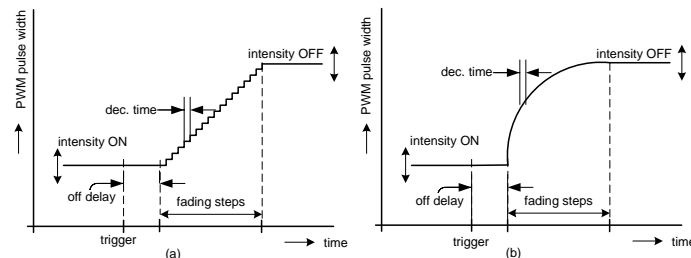 PWM pulse width
intensity OFF
dec. time
intensity ON
off delay
fading steps
trigger
time
(a)
PWM pulse width
intensity OFF
dec. time
intensity ON
off delay
fading steps
trigger
time
(b)